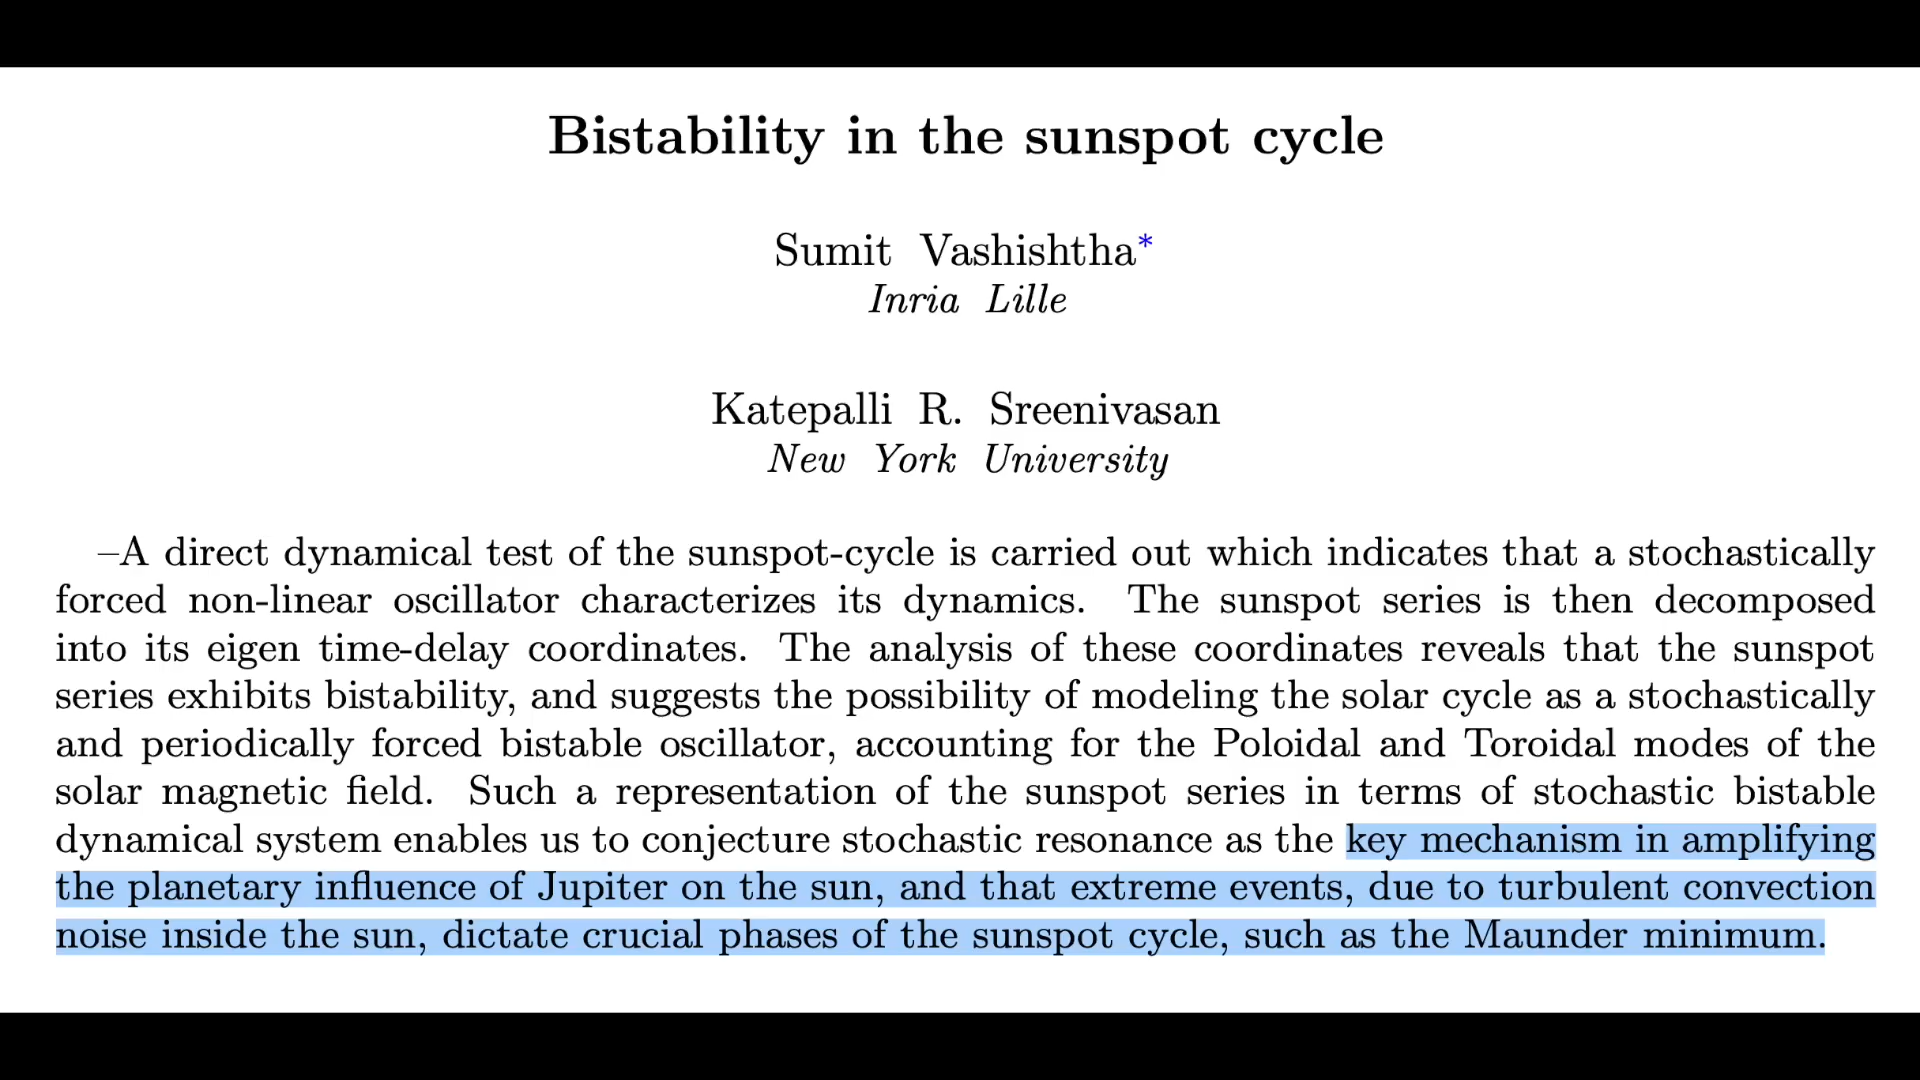 Bistability in the sunspot cycle
Sumit Vashishtha*
Inria Lille
Katepalli R. Sreenivasan
New York University
–A direct dynamical test of the sunspot-cycle is carried out which indicates that a stochastically
forced non-linear oscillator characterizes its dynamics. The sunspot series is then decomposed
into its eigen time-delay coordinates. The analysis of these coordinates reveals that the sunspot
series exhibits bistability, and suggests the possibility of modeling the solar cycle as a stochastically
and periodically forced bistable oscillator, accounting for the Poloidal and Toroidal modes of the
solar magnetic field. Such a representation of the sunspot series in terms of stochastic bistable
dynamical system enables us to conjecture stochastic resonance as the key mechanism in amplifying
the planetary influence of Jupiter on the sun, and that extreme events, due to turbulent convection
noise inside the sun, dictate crucial phases of the sunspot cycle, such as the Maunder minimum.